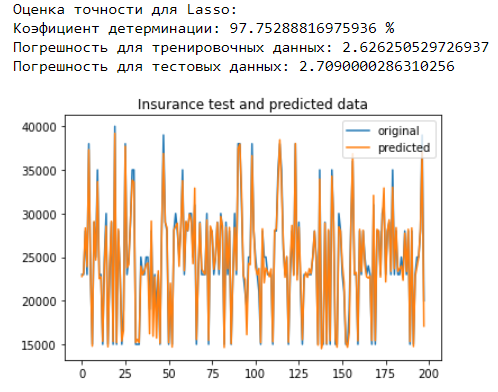 Оценка точности для Lasso:
Коэфициент детерминации: 97.75288816975936 %
Погрешность для тренировочных данных: 2.626250529726937
Погрешность для тестовых данных: 2.7090000286310256
Insurance test and predicted data
original
predicted
40000
35000
30000
25000
20000
15000
0 25 50 75 100 125 150 175 200